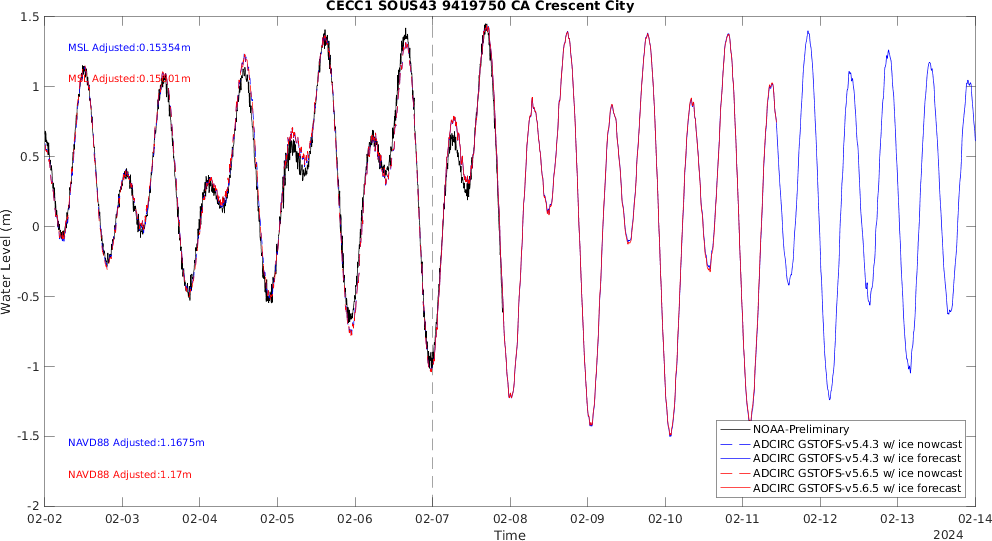 CECC1 SOUS43 9419750 CA Crescent City
MSL Adjusted:0.15354m
MSL Adjusted:
NAVD88 Adjusted:1.1675m
NAVD88 Adjusted:1.17m
Water Level (m)
1.5
1
0.5
0
-0.5
-1
-1.5
-2
NOAA-Preliminary
ADCIRC GSTOFS-v5.4.3 w/ ice nowcast
ADCIRC GSTOFS-v5.4.3 w/ ice forecast
ADCIRC GSTOFS-v5.6.5 w/ ice nowcast
ADCIRC GSTOFS-v5.6.5 w/ ice forecast
02-02 02-03 02-04 02-05 02-06 02-07 02-08 02-09 02-10 02-11 02-12 02-13 02-14
Time
2024